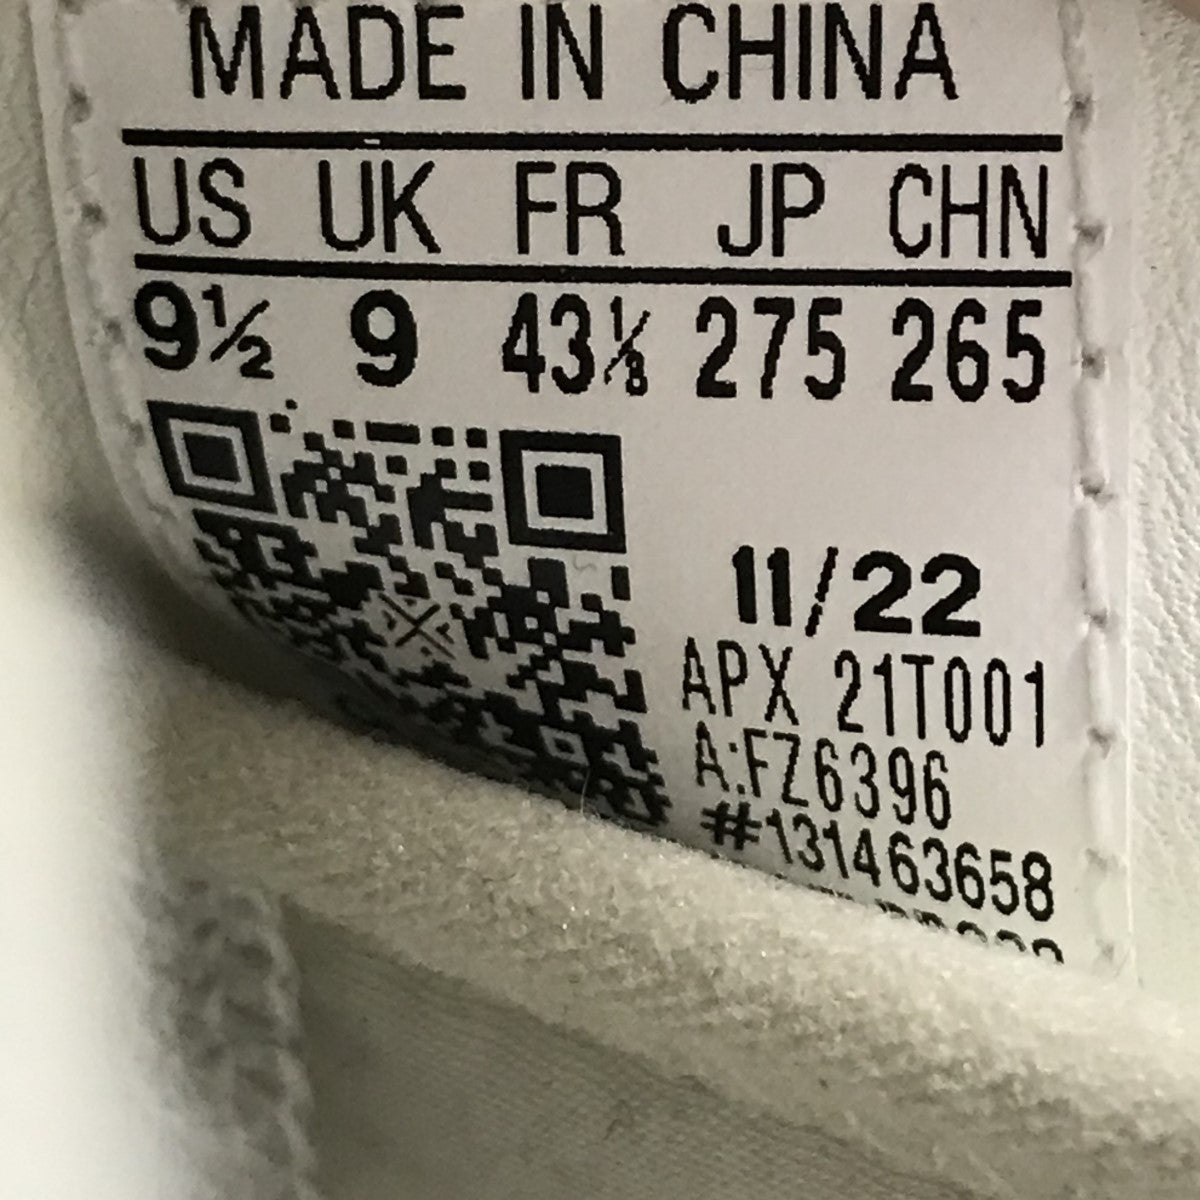 MADE IN CHINA
US UK FR JP CHN
9½ 9 43⅓ 275 265
11/22
APX 21T001
A:FZ6396
#131463658